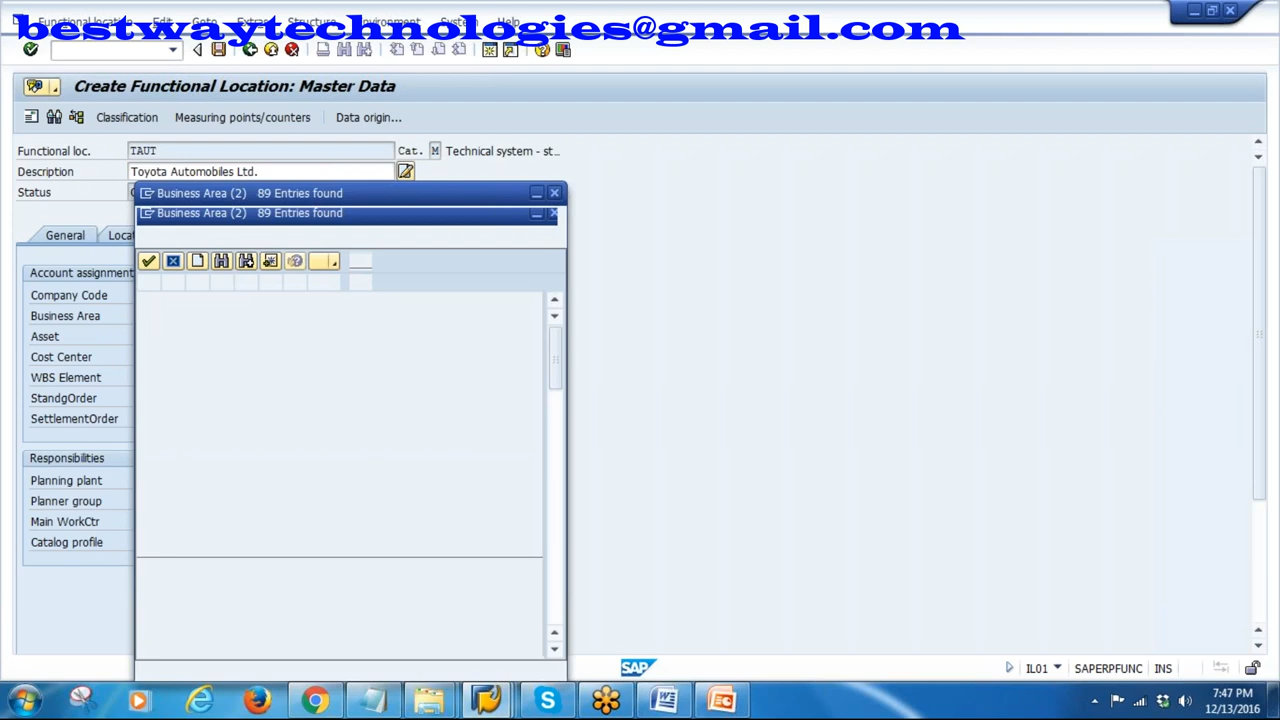 Functional location Edit Goto Extras Structure Environment System Help
bestwaytechnologies@gmail.com
Create Functional Location: Master Data
Classification Measuring points/counters Data origin...
Functional loc. TAUT Cat. M Technical system - st..
Description Toyota Automobiles Ltd.
Status
Business Area (2) 89 Entries found
Business Area (2) 89 Entries found
General
Account assignment
Company Code
Business Area
Asset
Cost Center
WBS Element
StandgOrder
SettlementOrder
Responsibilities
Planning plant
Planner group
Main WorkCtr
Catalog profile
SAP
IL01 SAPERPFUNC INS
7:47 PM
12/13/2016